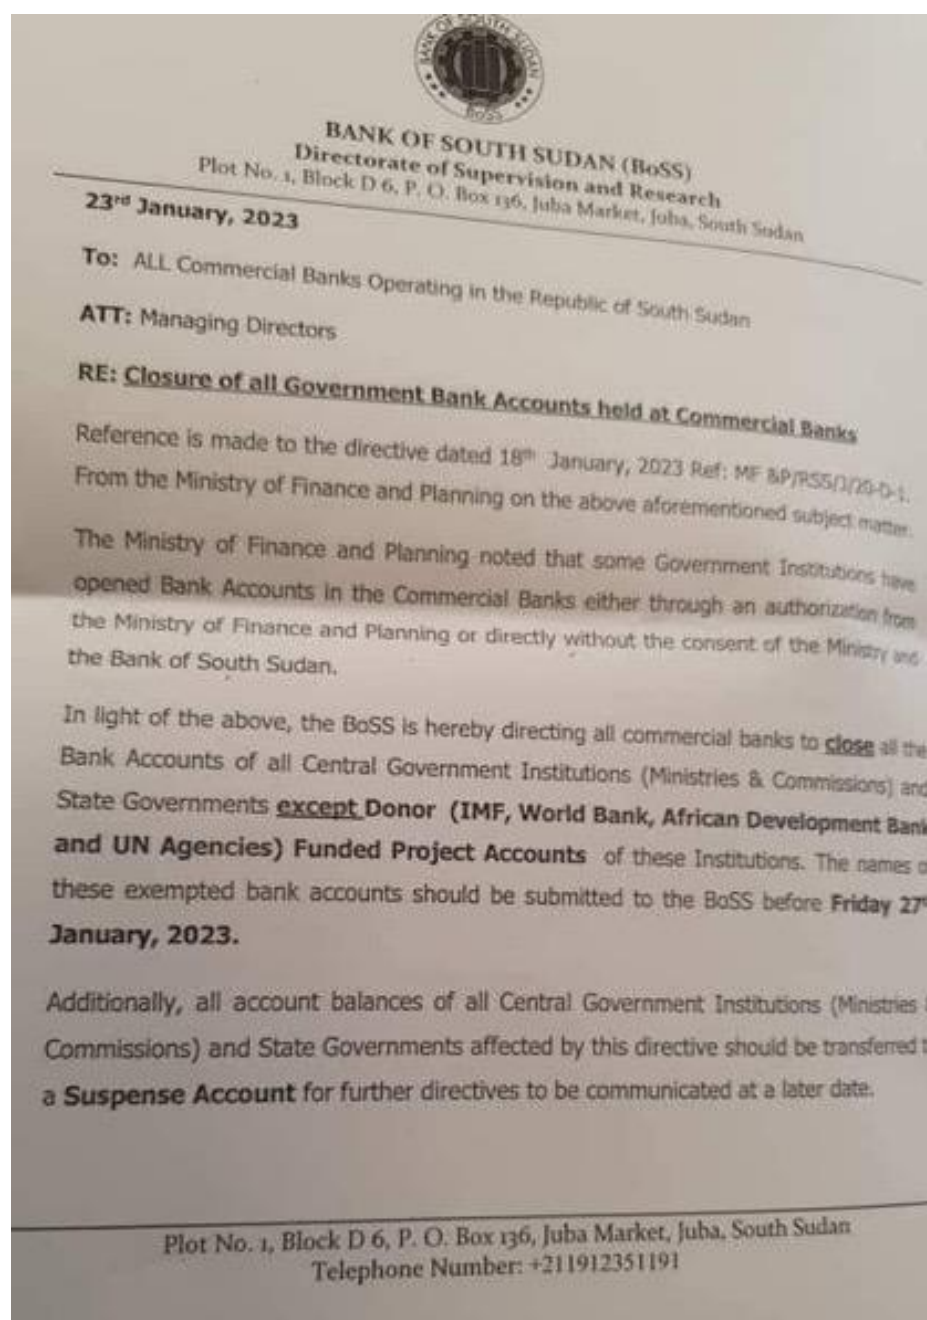 BANK OF SOUTH SUDAN
BoSS
BANK OF SOUTH SUDAN (BoSS)
Directorate of Supervision and Research
Plot No. 1, Block D 6, P. O. Box 136, Juba Market, Juba, South Sudan
23rd January, 2023
To: ALL Commercial Banks Operating in the Republic of South Sudan
ATT: Managing Directors
RE: Closure of all Government Bank Accounts held at Commercial Banks
Reference is made to the directive dated 18th January, 2023 Ref: MF &P/RSS/J/20-D-1.
From the Ministry of Finance and Planning on the above aforementioned subject matter.
The Ministry of Finance and Planning noted that some Government Institutions have
opened Bank Accounts in the Commercial Banks either through an authorization from
the Ministry of Finance and Planning or directly without the consent of the Ministry and
the Bank of South Sudan.
In light of the above, the BoSS is hereby directing all commercial banks to close all the
Bank Accounts of all Central Government Institutions (Ministries & Commissions) and
State Governments except Donor (IMF, World Bank, African Development Bank
and UN Agencies) Funded Project Accounts of these Institutions. The names
these exempted bank accounts should be submitted to the BoSS before Friday 27
January, 2023.
Additionally, all account balances of all Central Government Institutions (Ministries
Commissions) and State Governments affected by this directive should be transferred
a Suspense Account for further directives to be communicated at a later date.
Plot No. 1, Block D 6, P. O. Box 136, Juba Market, Juba, South Sudan
Telephone Number: +211912351191